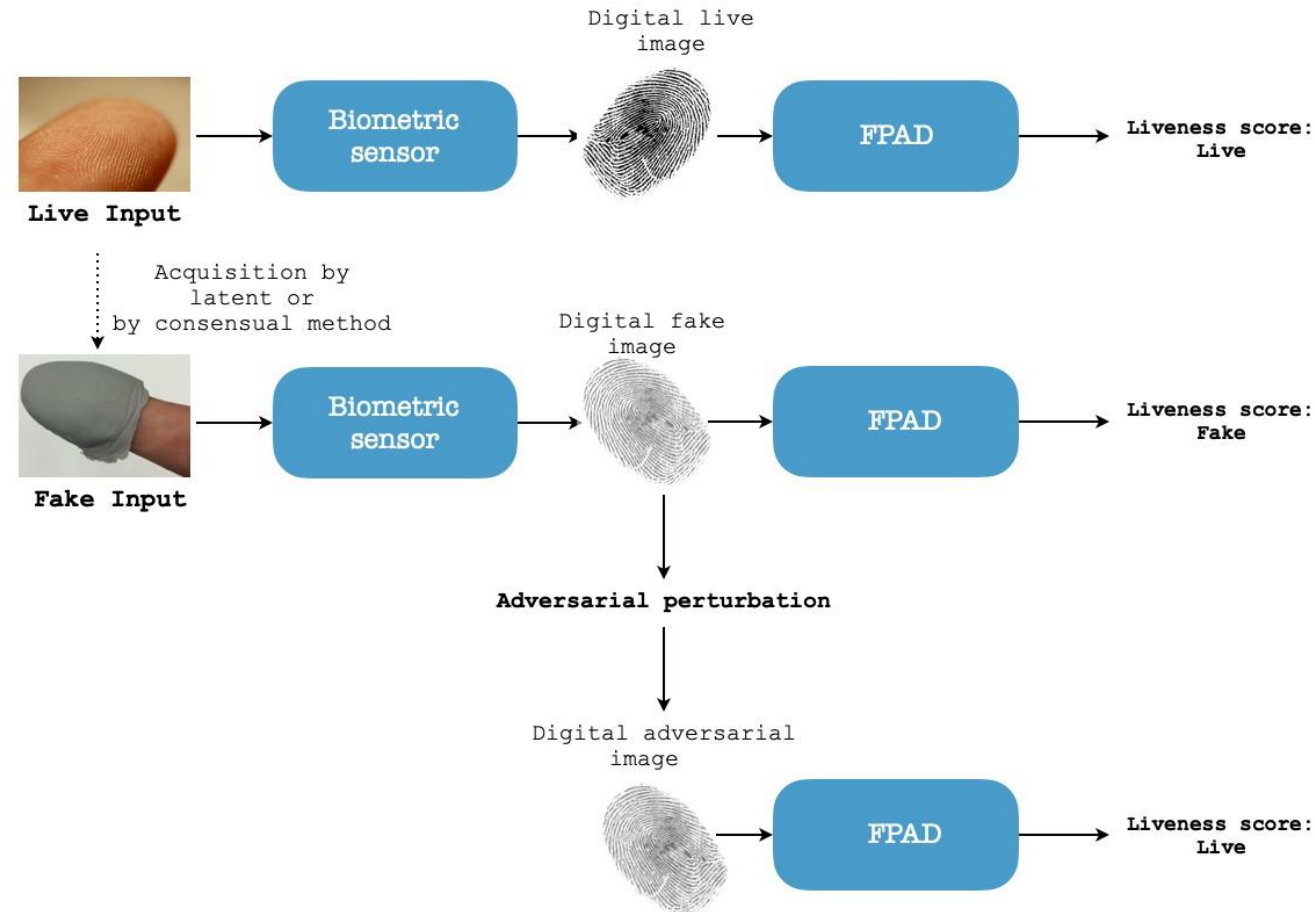 Digital live
image
Biometric
sensor
FPAD
Liveness score:
Live
Live Input
Acquisition by
latent or
by consensual method
Digital fake
image
Biometric
sensor
FPAD
Liveness score:
Fake
Fake Input
Adversarial perturbation
Digital adversarial
image
FPAD
Liveness score:
Live